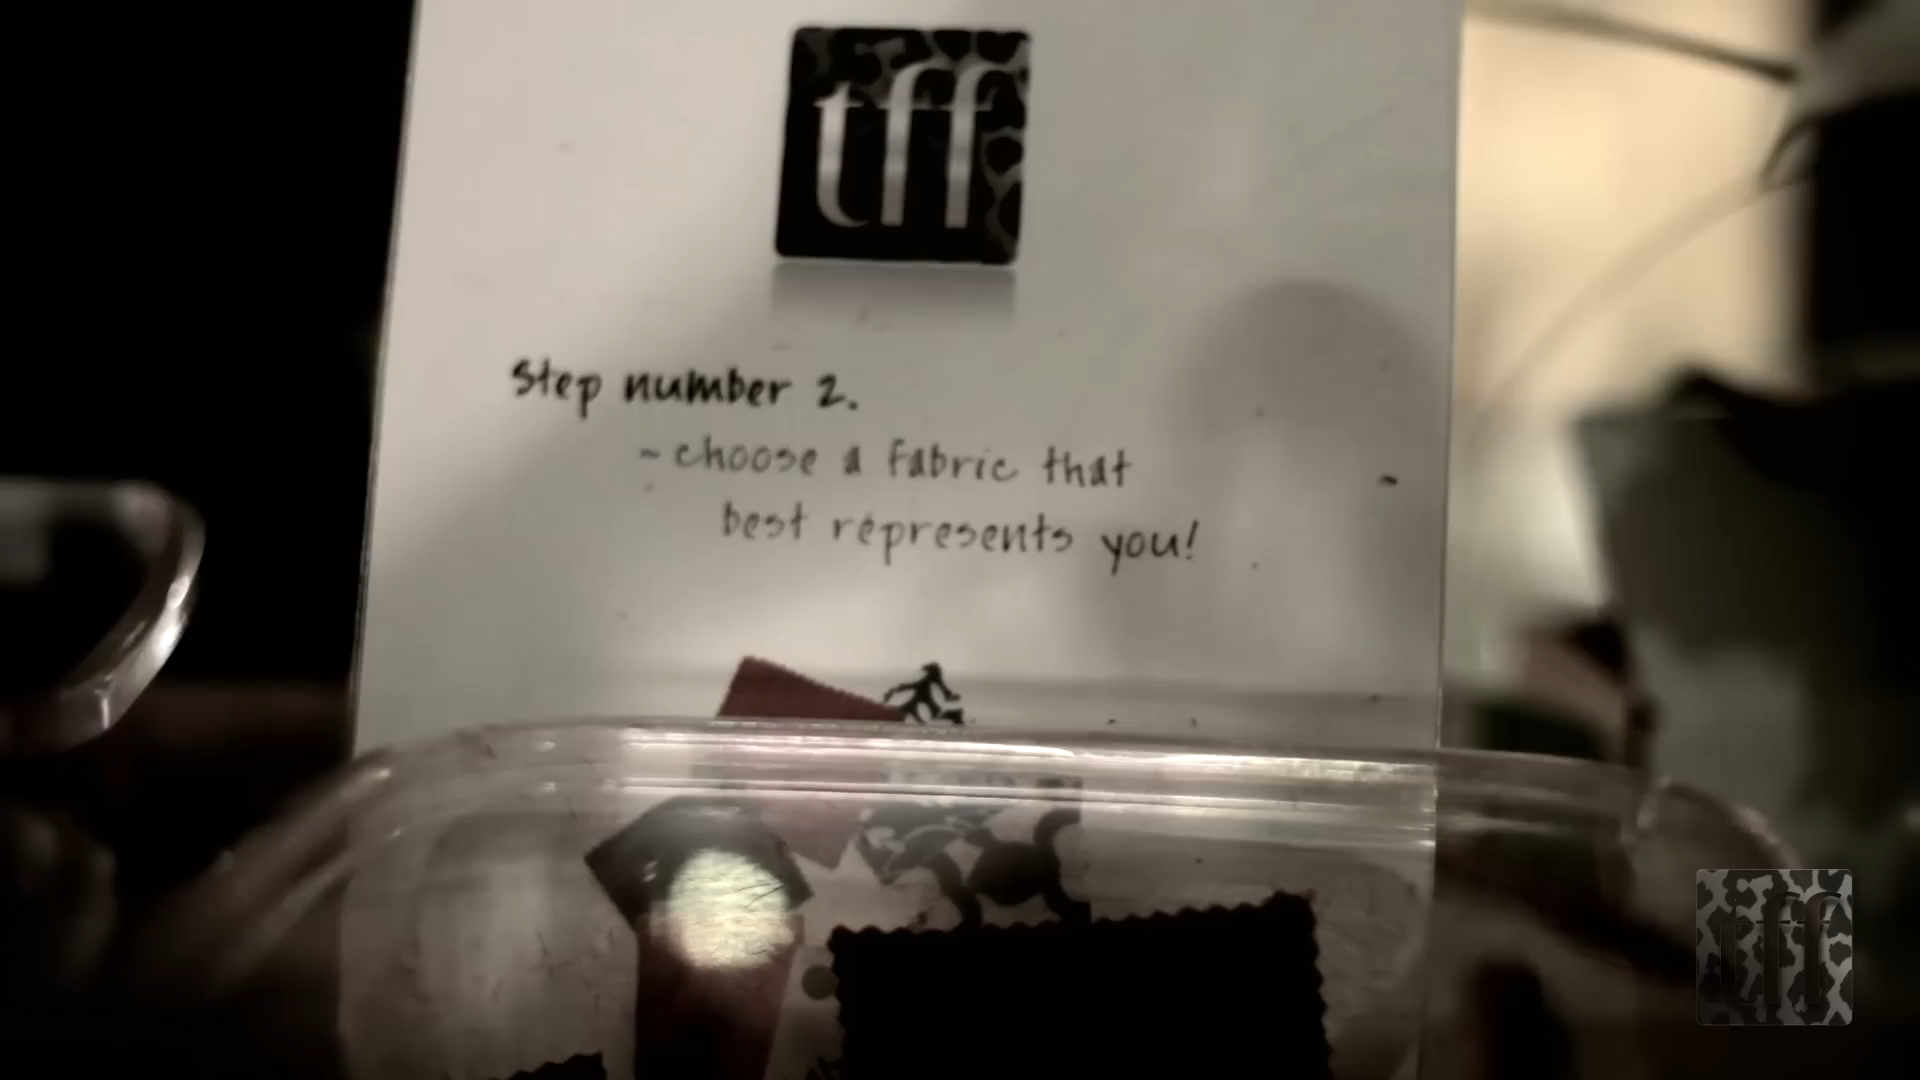 tff
Step number 2.
~ choose a fabric that
best represents you!
tff